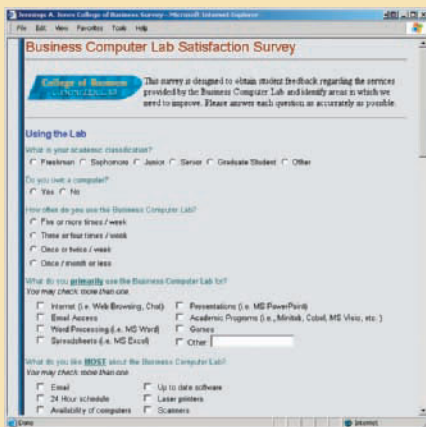 Jennings A. Jones College of Business Survey - Microsoft Internet Explorer
File Edit View Favorites Tools Help
Business Computer Lab Satisfaction Survey
College of Business
This survey is designed to obtain student feedback regarding the services
provided by the Business Computer Lab and identify areas in which we
need to improve. Please answer each question as accurately as possible.
Using the Lab
What is your academic classification?
Freshman Sophomore Junior Senior Graduate Student Other
Do you own a computer?
Yes No
How often do you use the Business Computer Lab?
Five or more times / week
Three or four times / week
Once or twice / week
Once / month or less
What do you primarily use the Business Computer Lab for?
You may check more than one.
Internet (i.e. Web Browsing, Chat) Presentations (i.e. MS PowerPoint)
Email Access Academic Programs (i.e., Minitab, Cobol, MS Visio, etc. )
Word Processing (i.e. MS Word) Games
Spreadsheets (i.e. MS Excel) Other
What do you like MOST about the Business Computer Lab?
You may check more than one.
Email Up to date software
24 Hour schedule Laser printers
Availability of computers Scanners
Done Internet